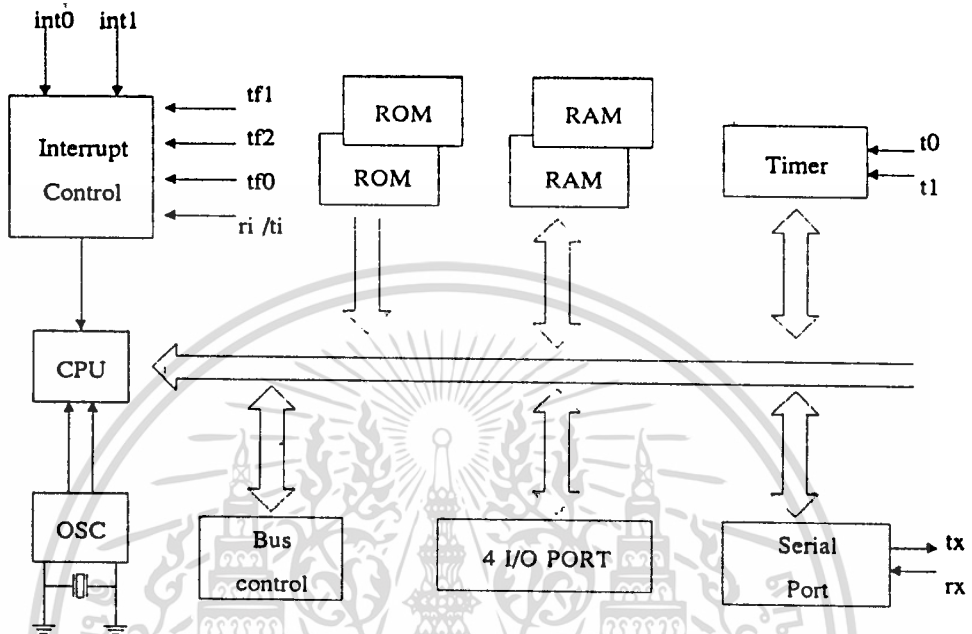 int0 int1
tf1
tf2
tf0
ri /ti
Interrupt
Control
ROM
ROM
RAM
RAM
Timer
t0
t1
CPU
OSC
Bus
control
4 I/O PORT
Serial
Port
tx
rx